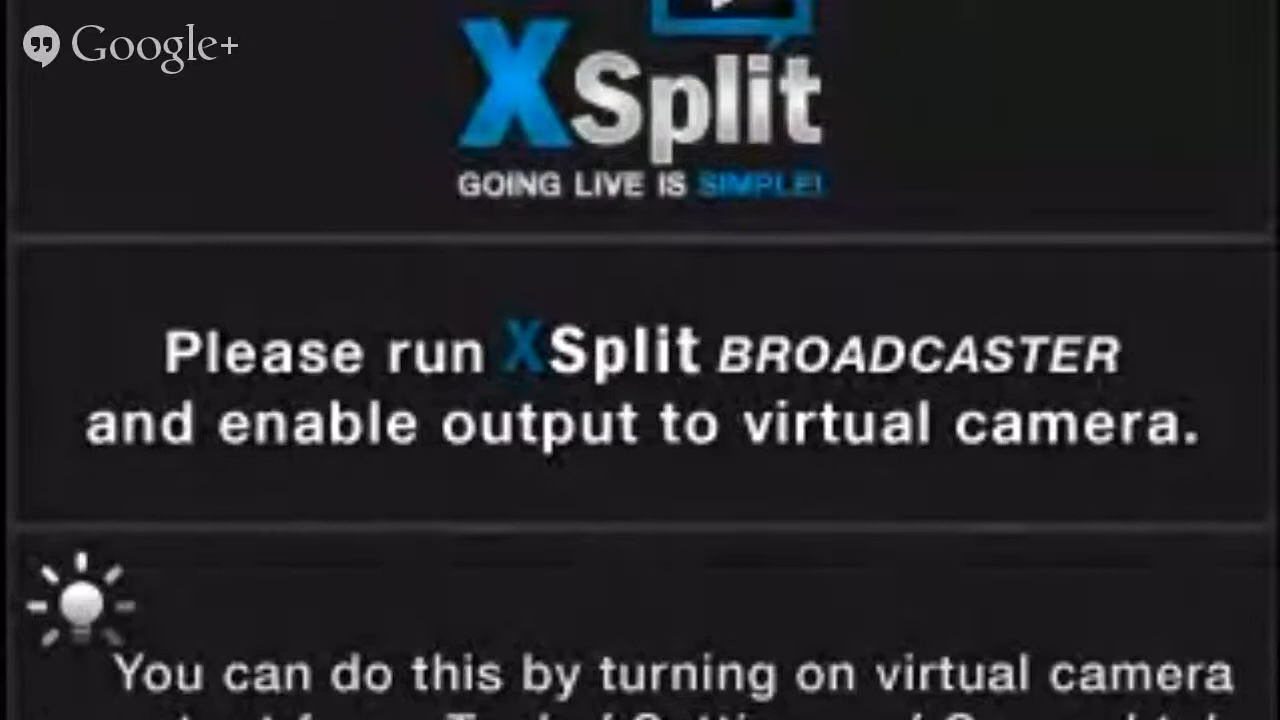 Google+
XSplit
GOING LIVE IS SIMPLE!
Please run XSplit BROADCASTER
and enable output to virtual camera.
You can do this by turning on virtual camera